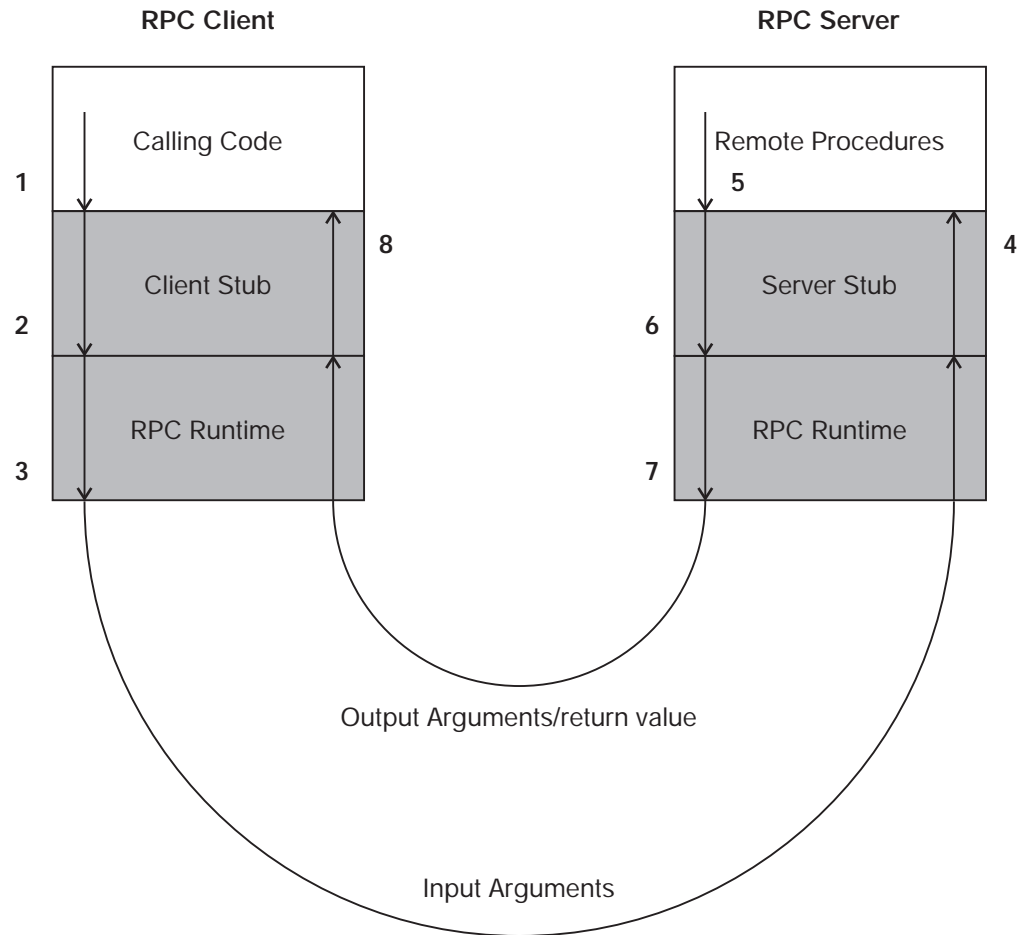 RPC Client
RPC Server
Calling Code
Remote Procedures
1
5
8
4
Client Stub
Server Stub
2
6
RPC Runtime
RPC Runtime
3
7
Output Arguments/return value
Input Arguments